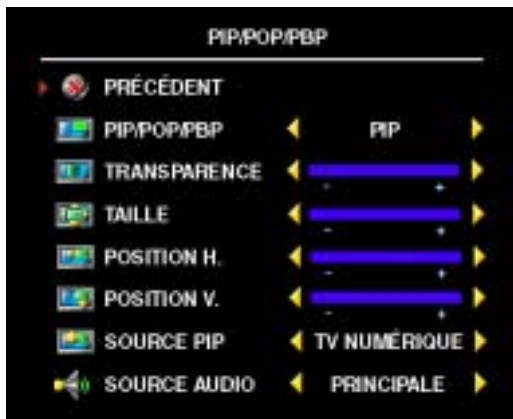 PIP/POP/PBP
PRÉCÉDENT
PIP/POP/PBP PIP
TRANSPARENCE
- +
TAILLE
- +
POSITION H.
- +
POSITION V.
- +
SOURCE PIP TV NUMÉRIQUE
SOURCE AUDIO PRINCIPALE